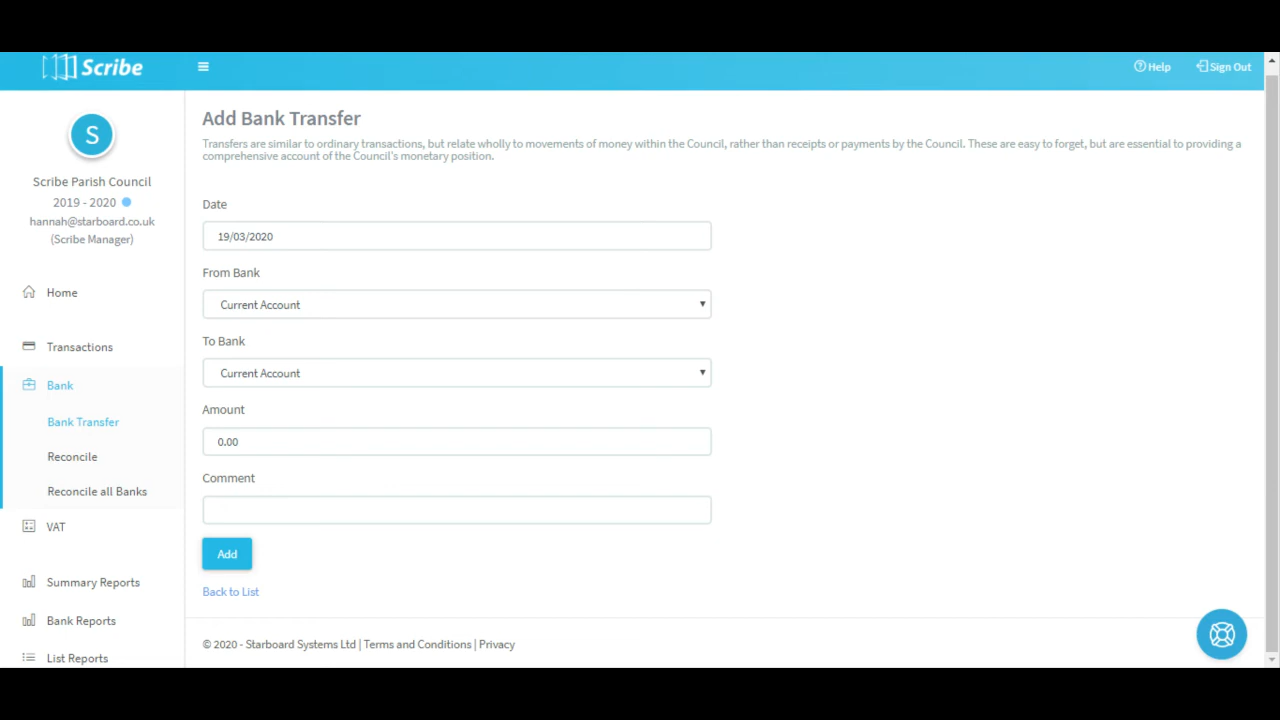 Scribe
Help
Sign Out
S
Scribe Parish Council
2019 - 2020
hannah@starboard.co.uk
(Scribe Manager)
Home
Transactions
Bank
Bank Transfer
Reconcile
Reconcile all Banks
VAT
Summary Reports
Bank Reports
List Reports
Add Bank Transfer
Transfers are similar to ordinary transactions, but relate wholly to movements of money within the Council, rather than receipts or payments by the Council. These are easy to forget, but are essential to providing a
comprehensive account of the Council's monetary position.
Date
19/03/2020
From Bank
Current Account
To Bank
Current Account
Amount
0.00
Comment
Add
Back to List
© 2020 - Starboard Systems Ltd | Terms and Conditions | Privacy